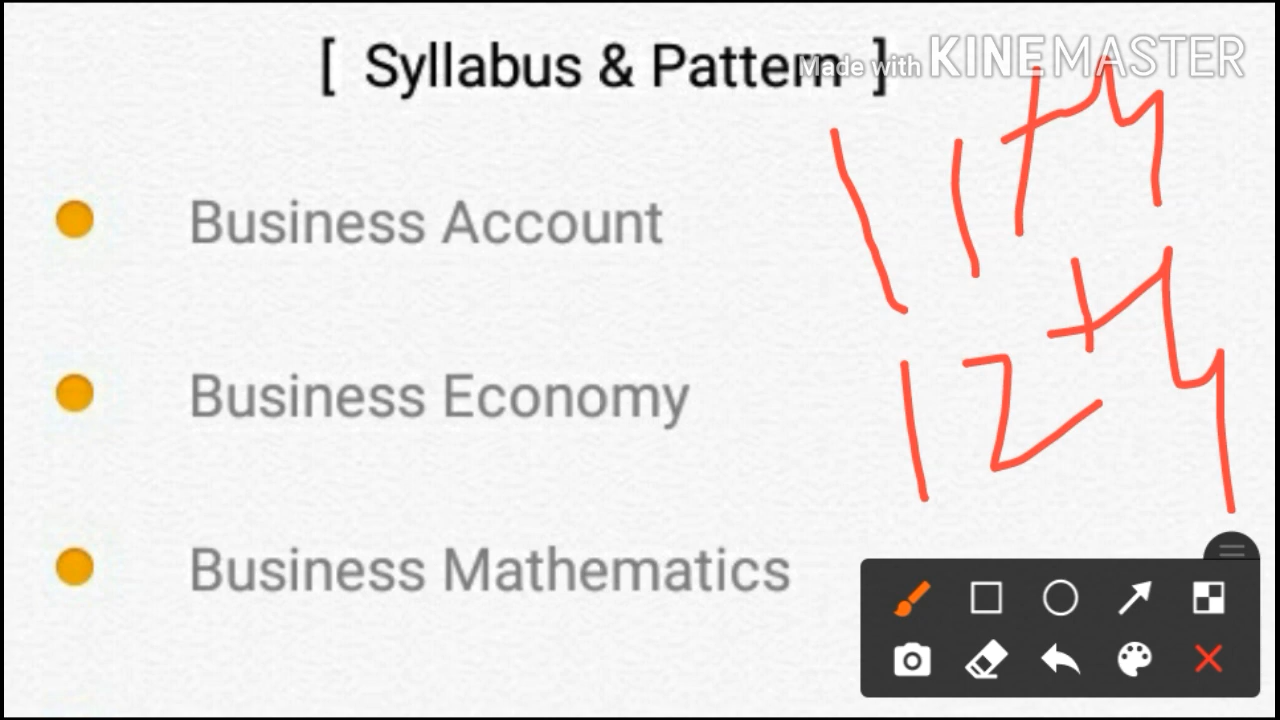 [ Syllabus & Pattern ]
Made with KINEMASTER
11th
Business Account
12th
Business Economy
Business Mathematics